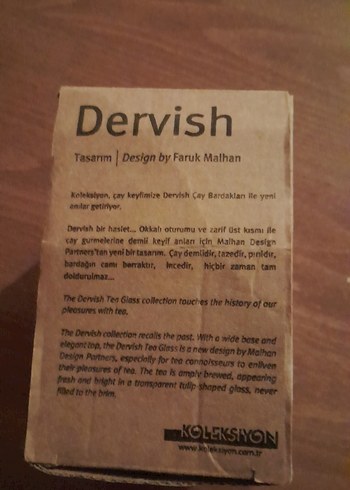 Dervish
Tasarım | Design by Faruk Malhan
Koleksiyon, çay keyfimize Dervish Çay Bardakları ile yeni
anılar getiriyor.
Dervish bir haslet... Okkalı oturumu ve zarif üst kısmı ile
çay gurmelerine demli keyif anları için Malhan Design
Partners'tan yeni bir tasarım. Çay demlidir, tazedir, pırıldır,
bardağın camı berraktır, incedir, hiçbir zaman tam
doldurulmaz...
The Dervish Tea Glass collection touches the history of our
pleasures with tea.
The Dervish collection recalls the past. With a wide base and
elegant top, the Dervish Tea Glass is a new design by Malhan
Design Partners, especially for tea connoisseurs to enliven
their pleasures of tea. The tea is amply brewed, appearing
fresh and bright in a transparent tulip-shaped glass, never
filled to the brim.
KOLEKSIYON
www.koleksiyon.com.tr